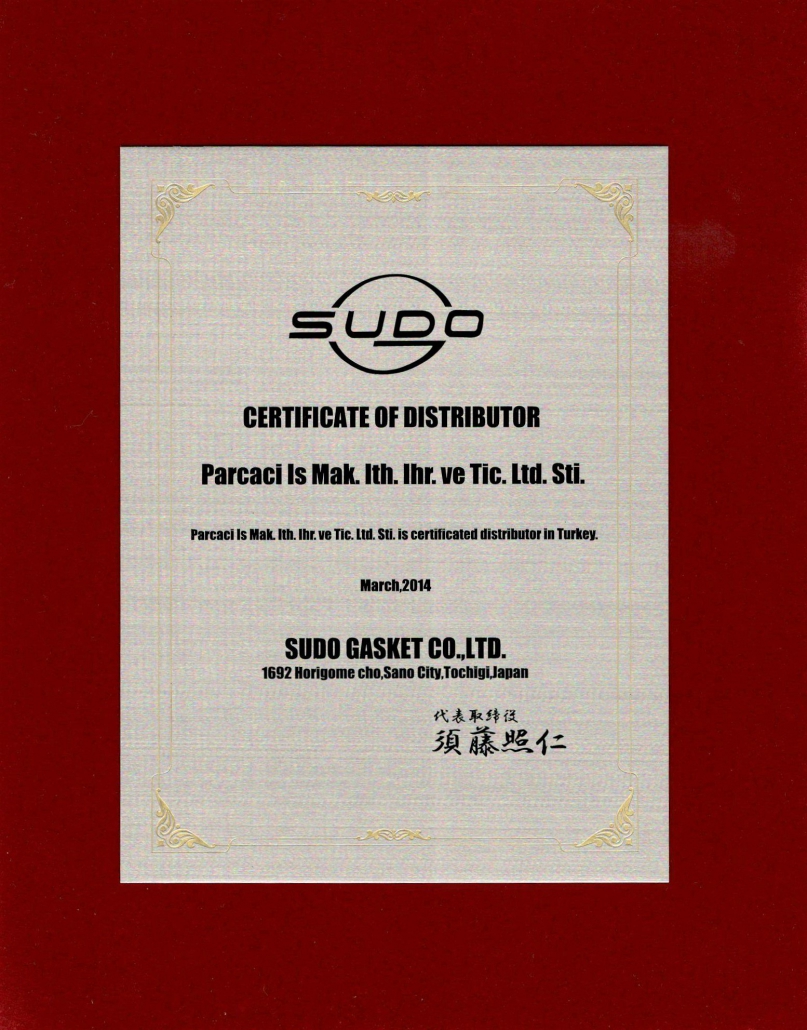 SUDO
CERTIFICATE OF DISTRIBUTOR
Parcaci Is Mak. Ith. Ihr. ve Tic. Ltd. Sti.
Parcaci Is Mak. Ith. Ihr. ve Tic. Ltd. Sti. is certificated distributor in Turkey.
March,2014
SUDO GASKET CO.,LTD.
1692 Horigome cho,Sano City,Tochigi,Japan
代表取締役
須藤照仁